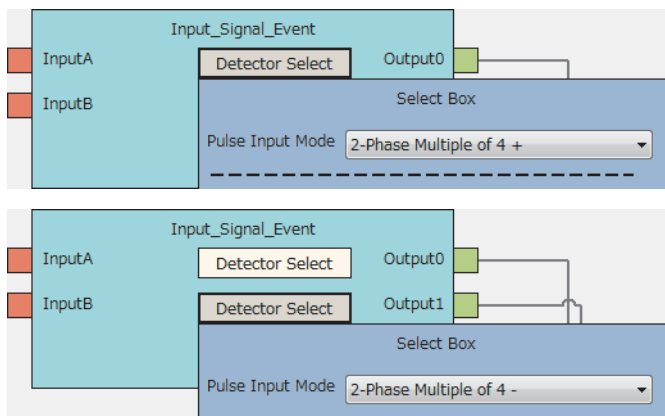 Input_Signal_Event
InputA
Detector Select
Output0
InputB
Select Box
Pulse Input Mode
2-Phase Multiple of 4 +
Input_Signal_Event
InputA
Detector Select
Output0
InputB
Detector Select
Output1
Select Box
Pulse Input Mode
2-Phase Multiple of 4 -